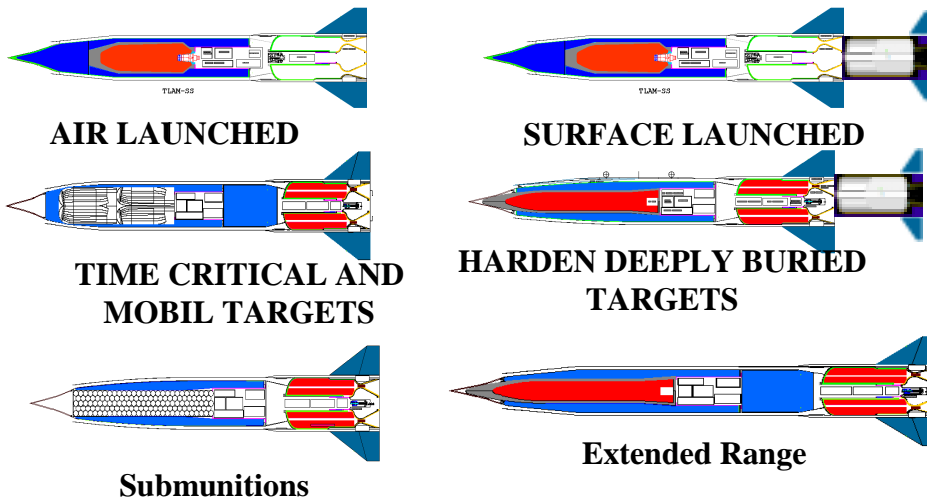 TLAM-SS
TLAM-SS
AIR LAUNCHED
SURFACE LAUNCHED
TIME CRITICAL AND
MOBIL TARGETS
HARDEN DEEPLY BURIED
TARGETS
Submunitions
Extended Range